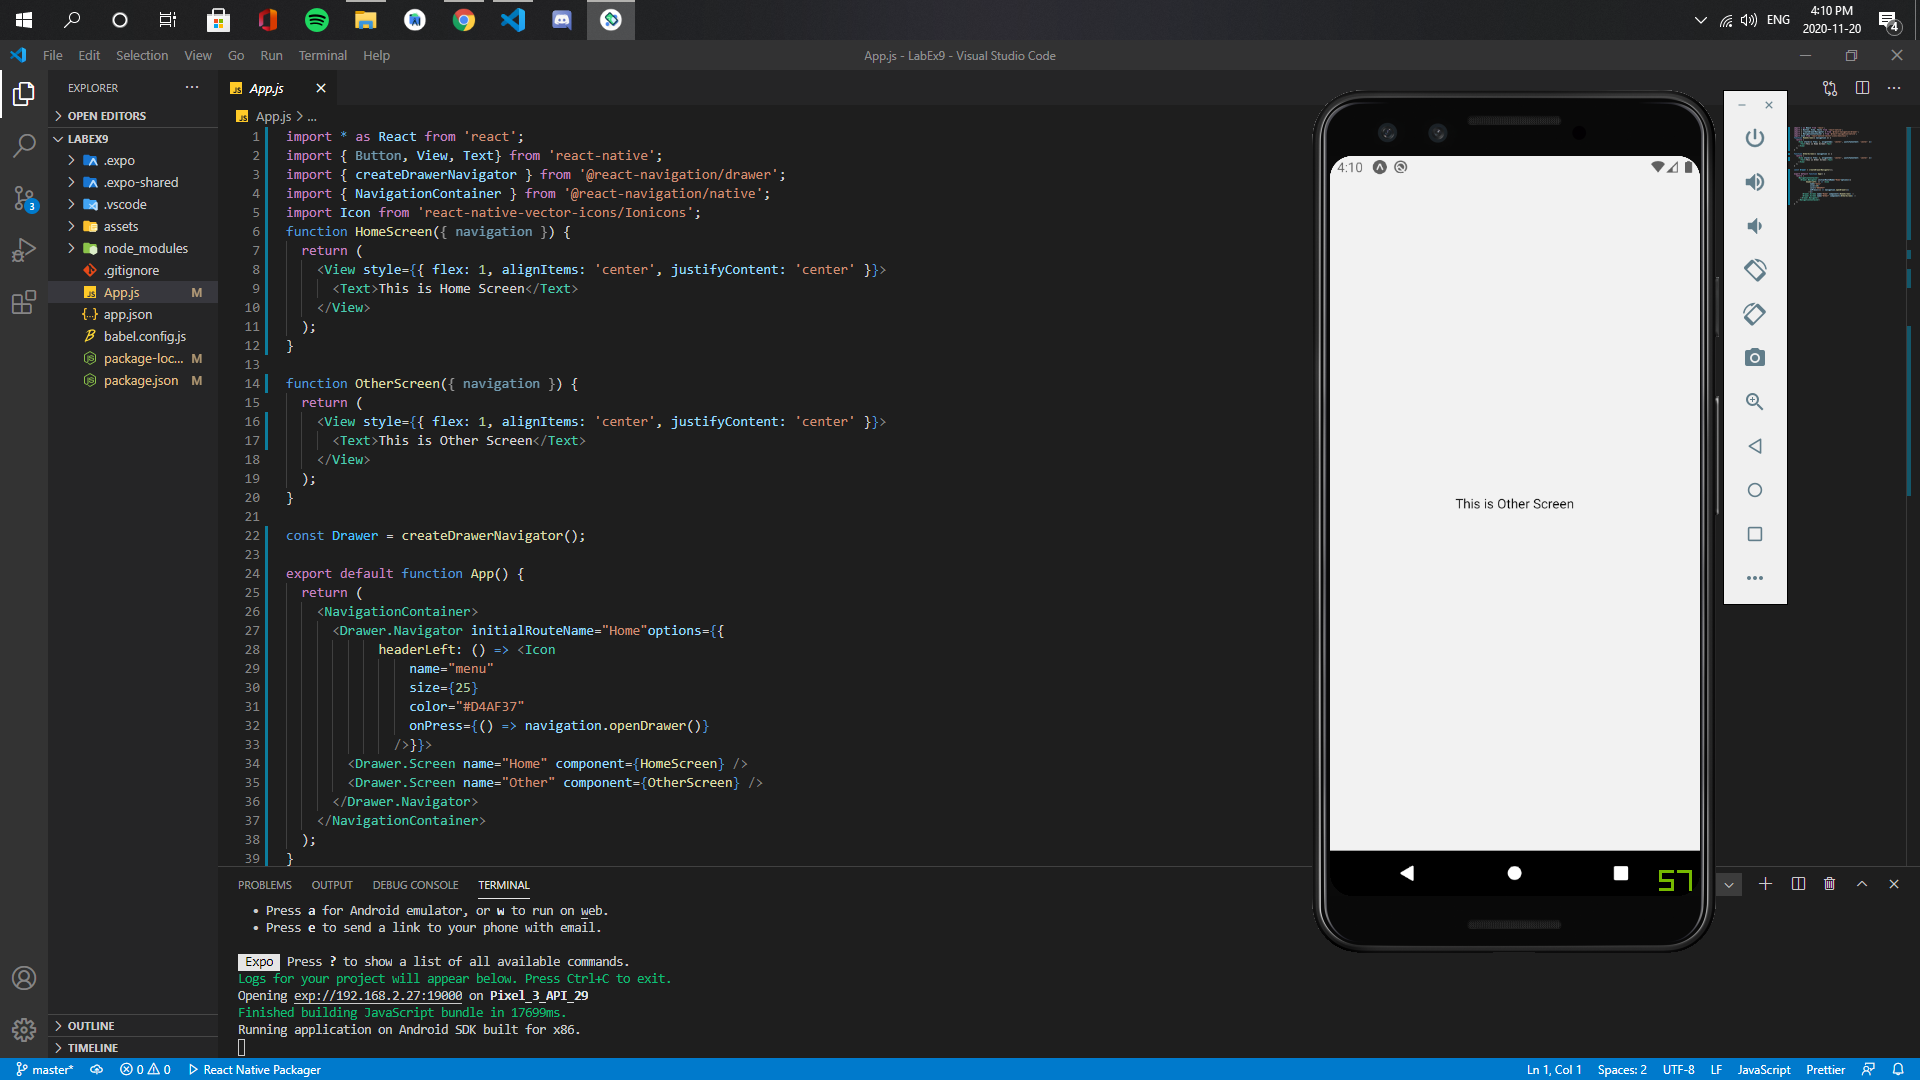 ENG
4:10 PM
2020-11-20
4
File Edit Selection View Go Run Terminal Help
App.js - LabEx9 - Visual Studio Code
EXPLORER
App.js
OPEN EDITORS
App.js > ...
LABEX9
.expo
.expo-shared
.vscode
assets
node_modules
.gitignore
App.js M
app.json
babel.config.js
package-loc... M
package.json M
3
OUTLINE
TIMELINE
1 import * as React from 'react';
2 import { Button, View, Text} from 'react-native';
3 import { createDrawerNavigator } from '@react-navigation/drawer';
4 import { NavigationContainer } from '@react-navigation/native';
5 import Icon from 'react-native-vector-icons/Ionicons';
6 function HomeScreen({ navigation }) {
7 return (
8 <View style={{ flex: 1, alignItems: 'center', justifyContent: 'center' }}>
9 <Text>This is Home Screen</Text>
10 </View>
11 );
12 }
13
14 function OtherScreen({ navigation }) {
15 return (
16 <View style={{ flex: 1, alignItems: 'center', justifyContent: 'center' }}>
17 <Text>This is Other Screen</Text>
18 </View>
19 );
20 }
21
22 const Drawer = createDrawerNavigator();
23
24 export default function App() {
25 return (
26 <NavigationContainer>
27 <Drawer.Navigator initialRouteName="Home"options={{
28 headerLeft: () => <Icon
29 name="menu"
30 size={25}
31 color="#D4AF37"
32 onPress={() => navigation.openDrawer()}
33 />}}>
34 <Drawer.Screen name="Home" component={HomeScreen} />
35 <Drawer.Screen name="Other" component={OtherScreen} />
36 </Drawer.Navigator>
37 </NavigationContainer>
38 );
39 }
4:10
This is Other Screen
57
PROBLEMS OUTPUT DEBUG CONSOLE TERMINAL
• Press a for Android emulator, or w to run on web.
• Press e to send a link to your phone with email.
Expo Press ? to show a list of all available commands.
Logs for your project will appear below. Press Ctrl+C to exit.
Opening exp://192.168.2.27:19000 on Pixel_3_API_29
Finished building JavaScript bundle in 17699ms.
Running application on Android SDK built for x86.
master* 0 0 React Native Packager
Ln 1, Col 1 Spaces: 2 UTF-8 LF JavaScript Prettier